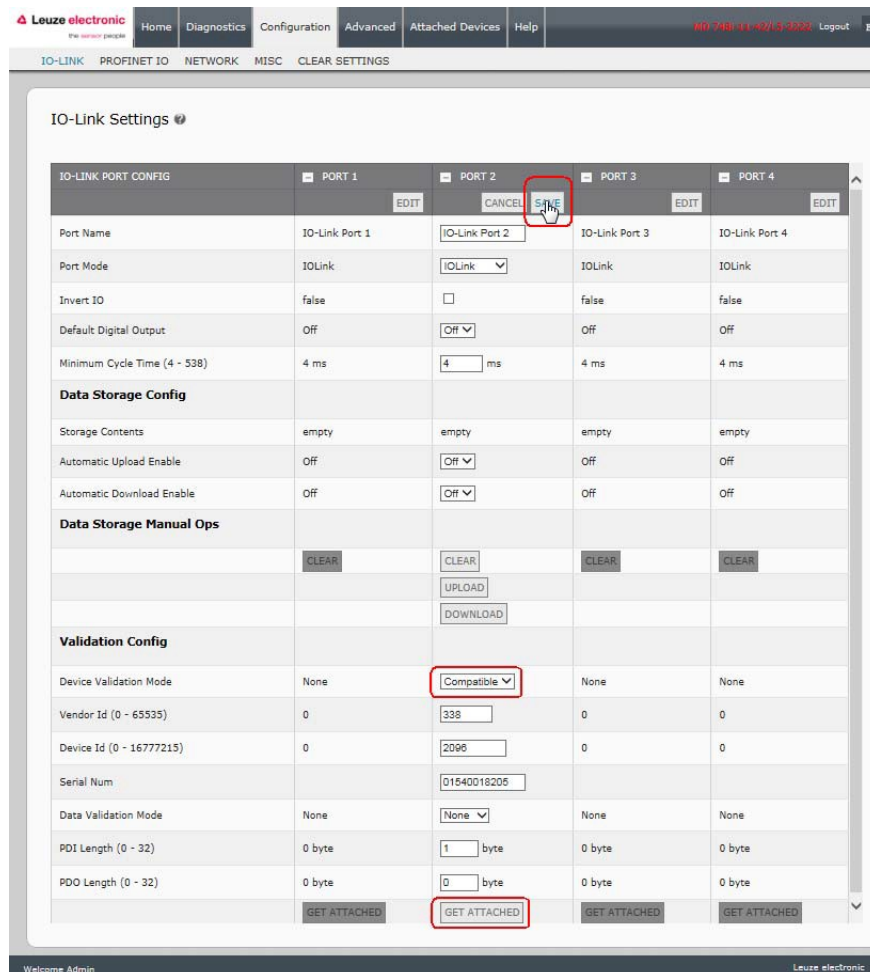 Leuze electronic
the sensor people
Home Diagnostics Configuration Advanced Attached Devices Help Logout
IO-LINK PROFINET IO NETWORK MISC CLEAR SETTINGS
IO-Link Settings
IO-LINK PORT CONFIG PORT 1 PORT 2 PORT 3 PORT 4
EDIT CANCEL SAVE EDIT EDIT
Port Name IO-Link Port 1 IO-Link Port 2 IO-Link Port 3 IO-Link Port 4
Port Mode IOLink IOLink IOLink IOLink
Invert IO false false false
Default Digital Output Off Off Off Off
Minimum Cycle Time (4 - 538) 4 ms 4 ms 4 ms 4 ms
Data Storage Config
Storage Contents empty empty empty empty
Automatic Upload Enable Off Off Off Off
Automatic Download Enable Off Off Off Off
Data Storage Manual Ops
CLEAR CLEAR CLEAR CLEAR
UPLOAD
DOWNLOAD
Validation Config
Device Validation Mode None Compatible None None
Vendor Id (0 - 65535) 0 338 0 0
Device Id (0 - 16777215) 0 2096 0 0
Serial Num 01540018205
Data Validation Mode None None None None
PDI Length (0 - 32) 0 byte 1 byte 0 byte 0 byte
PDO Length (0 - 32) 0 byte 0 byte 0 byte 0 byte
GET ATTACHED GET ATTACHED GET ATTACHED GET ATTACHED
Welcome Admin Leuze electronic